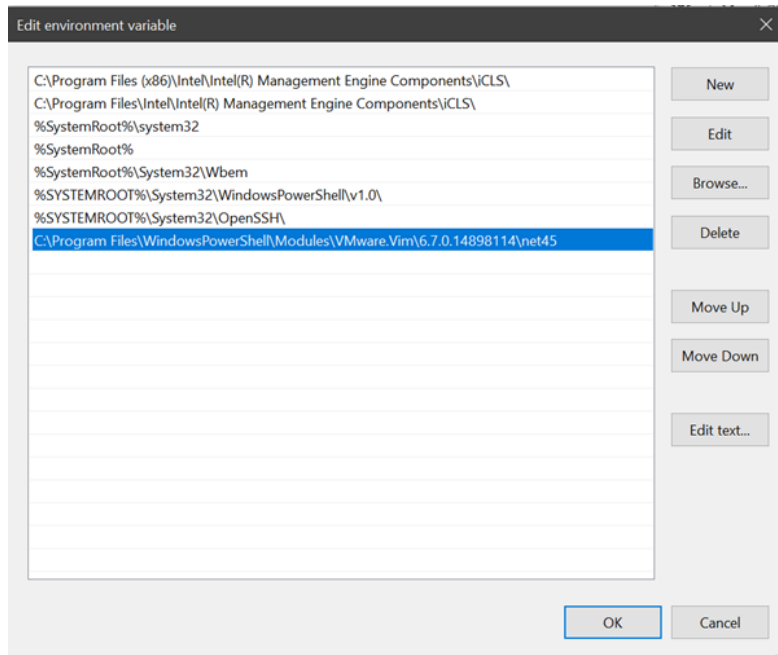 Edit environment variable
C:\Program Files (x86)\Intel\Intel(R) Management Engine Components\iCLS\
C:\Program Files\Intel\Intel(R) Management Engine Components\iCLS\
%SystemRoot%\system32
%SystemRoot%
%SystemRoot%\System32\Wbem
%SYSTEMROOT%\System32\WindowsPowerShell\v1.0\
%SYSTEMROOT%\System32\OpenSSH\
C:\Program Files\WindowsPowerShell\Modules\VMware.Vim\6.7.0.14898114\net45
New
Edit
Browse...
Delete
Move Up
Move Down
Edit text...
OK
Cancel